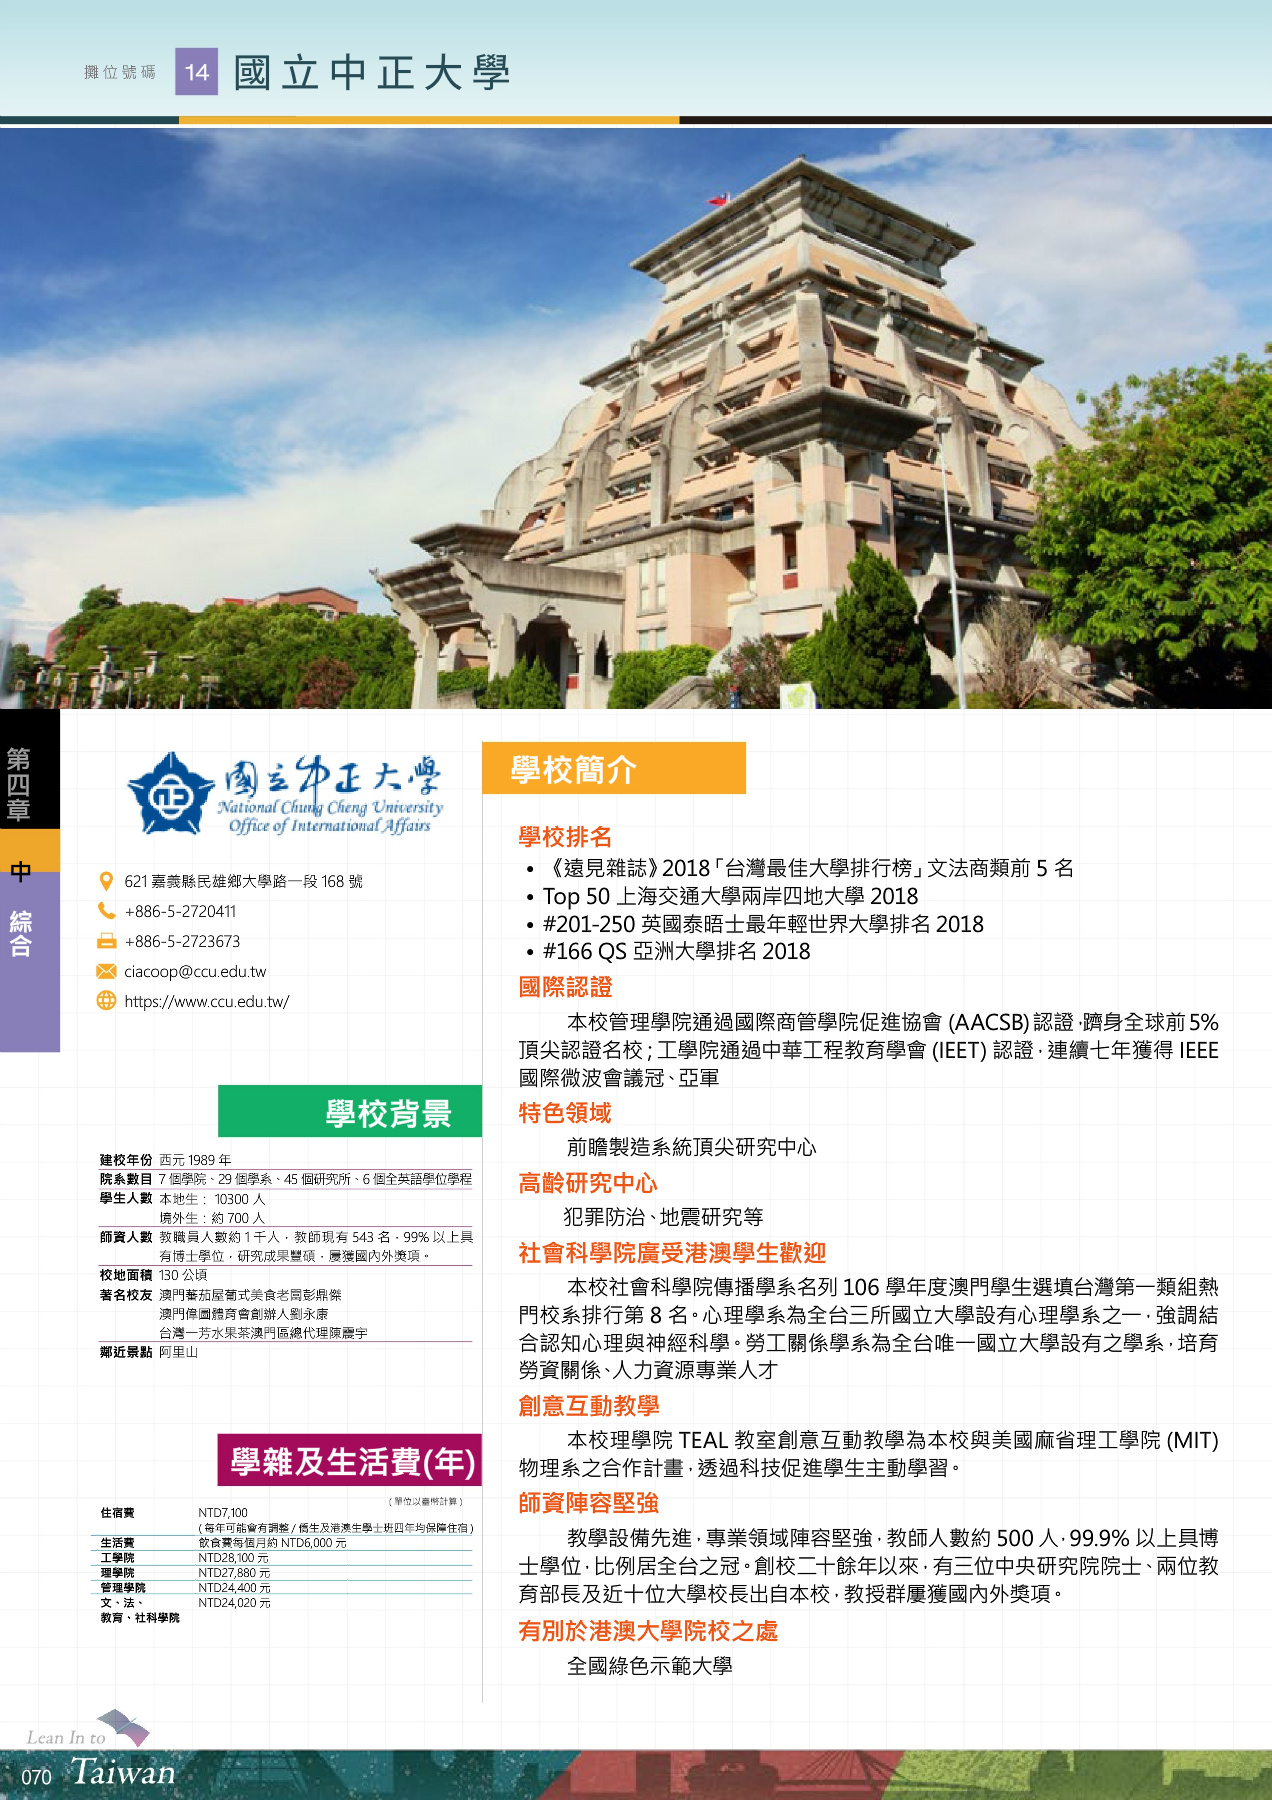 攤位號碼 14 國立中正大學
第四章
中
綜合
國立中正大學
National Chung Cheng University
Office of International Affairs
621 嘉義縣民雄鄉大學路一段 168 號
+886-5-2720411
+886-5-2723673
ciacoop@ccu.edu.tw
https://www.ccu.edu.tw/
學校背景
建校年份 西元 1989 年
院系數目 7 個學院、29 個學系、45 個研究所、6 個全英語學位學程
學生人數 本地生： 10300 人
境外生：約 700 人
師資人數 教職員人數約 1 千人，教師現有 543 名，99% 以上具
有博士學位，研究成果豐碩，屢獲國內外獎項。
校地面積 130 公頃
著名校友 澳門蕃茄屋葡式美食老闆彭鼎傑
澳門偉圖體育會創辦人劉永康
台灣一芳水果茶澳門區總代理陳震宇
鄰近景點 阿里山
學雜及生活費(年)
( 單位以臺幣計算 )
住宿費 NTD7,100
( 每年可能會有調整 / 僑生及港澳生學士班四年均保障住宿 )
生活費 飲食費每個月約 NTD6,000 元
工學院 NTD28,100 元
理學院 NTD27,880 元
管理學院 NTD24,400 元
文、法、 NTD24,020 元
教育、社科學院
學校簡介
學校排名
• 《遠見雜誌》2018「台灣最佳大學排行榜」文法商類前 5 名
• Top 50 上海交通大學兩岸四地大學 2018
• #201-250 英國泰晤士最年輕世界大學排名 2018
• #166 QS 亞洲大學排名 2018
國際認證
本校管理學院通過國際商管學院促進協會 (AACSB) 認證，躋身全球前 5%
頂尖認證名校；工學院通過中華工程教育學會 (IEET) 認證，連續七年獲得 IEEE
國際微波會議冠、亞軍
特色領域
前瞻製造系統頂尖研究中心
高齡研究中心
犯罪防治、地震研究等
社會科學院廣受港澳學生歡迎
本校社會科學院傳播學系名列 106 學年度澳門學生選填台灣第一類組熱
門校系排行第 8 名。心理學系為全台三所國立大學設有心理學系之一，強調結
合認知心理與神經科學。勞工關係學系為全台唯一國立大學設有之學系，培育
勞資關係、人力資源專業人才
創意互動教學
本校理學院 TEAL 教室創意互動教學為本校與美國麻省理工學院 (MIT)
物理系之合作計畫，透過科技促進學生主動學習。
師資陣容堅強
教學設備先進，專業領域陣容堅強，教師人數約 500 人，99.9% 以上具博
士學位，比例居全台之冠。創校二十餘年以來，有三位中央研究院院士、兩位教
育部長及近十位大學校長出自本校，教授群屢獲國內外獎項。
有別於港澳大學院校之處
全國綠色示範大學
Lean In to
070 Taiwan